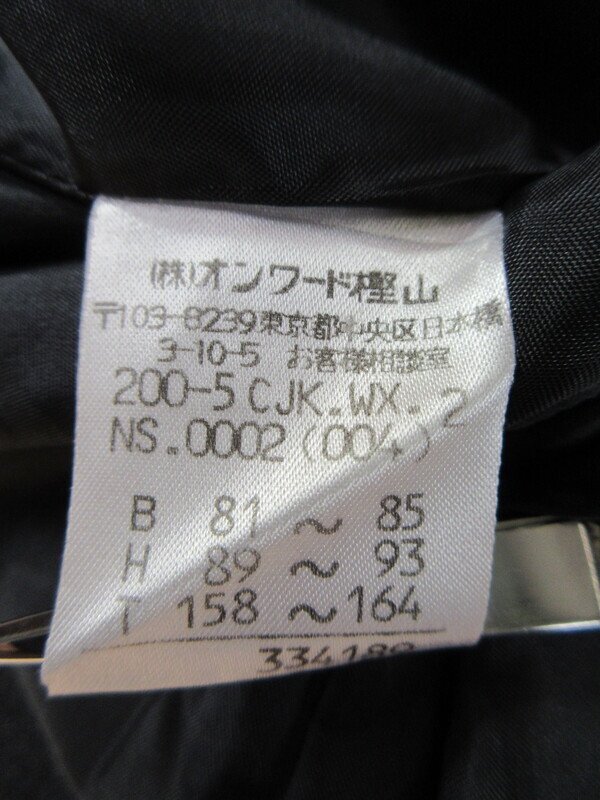 (株)オンワード樫山
〒103-8239東京都中央区日本橋
3-10-5 お客様相談室
200-5 CJK.WX. 2
NS.0002(004)
B 81 ~ 85
H 89 ~ 93
T 158 ~164
334189